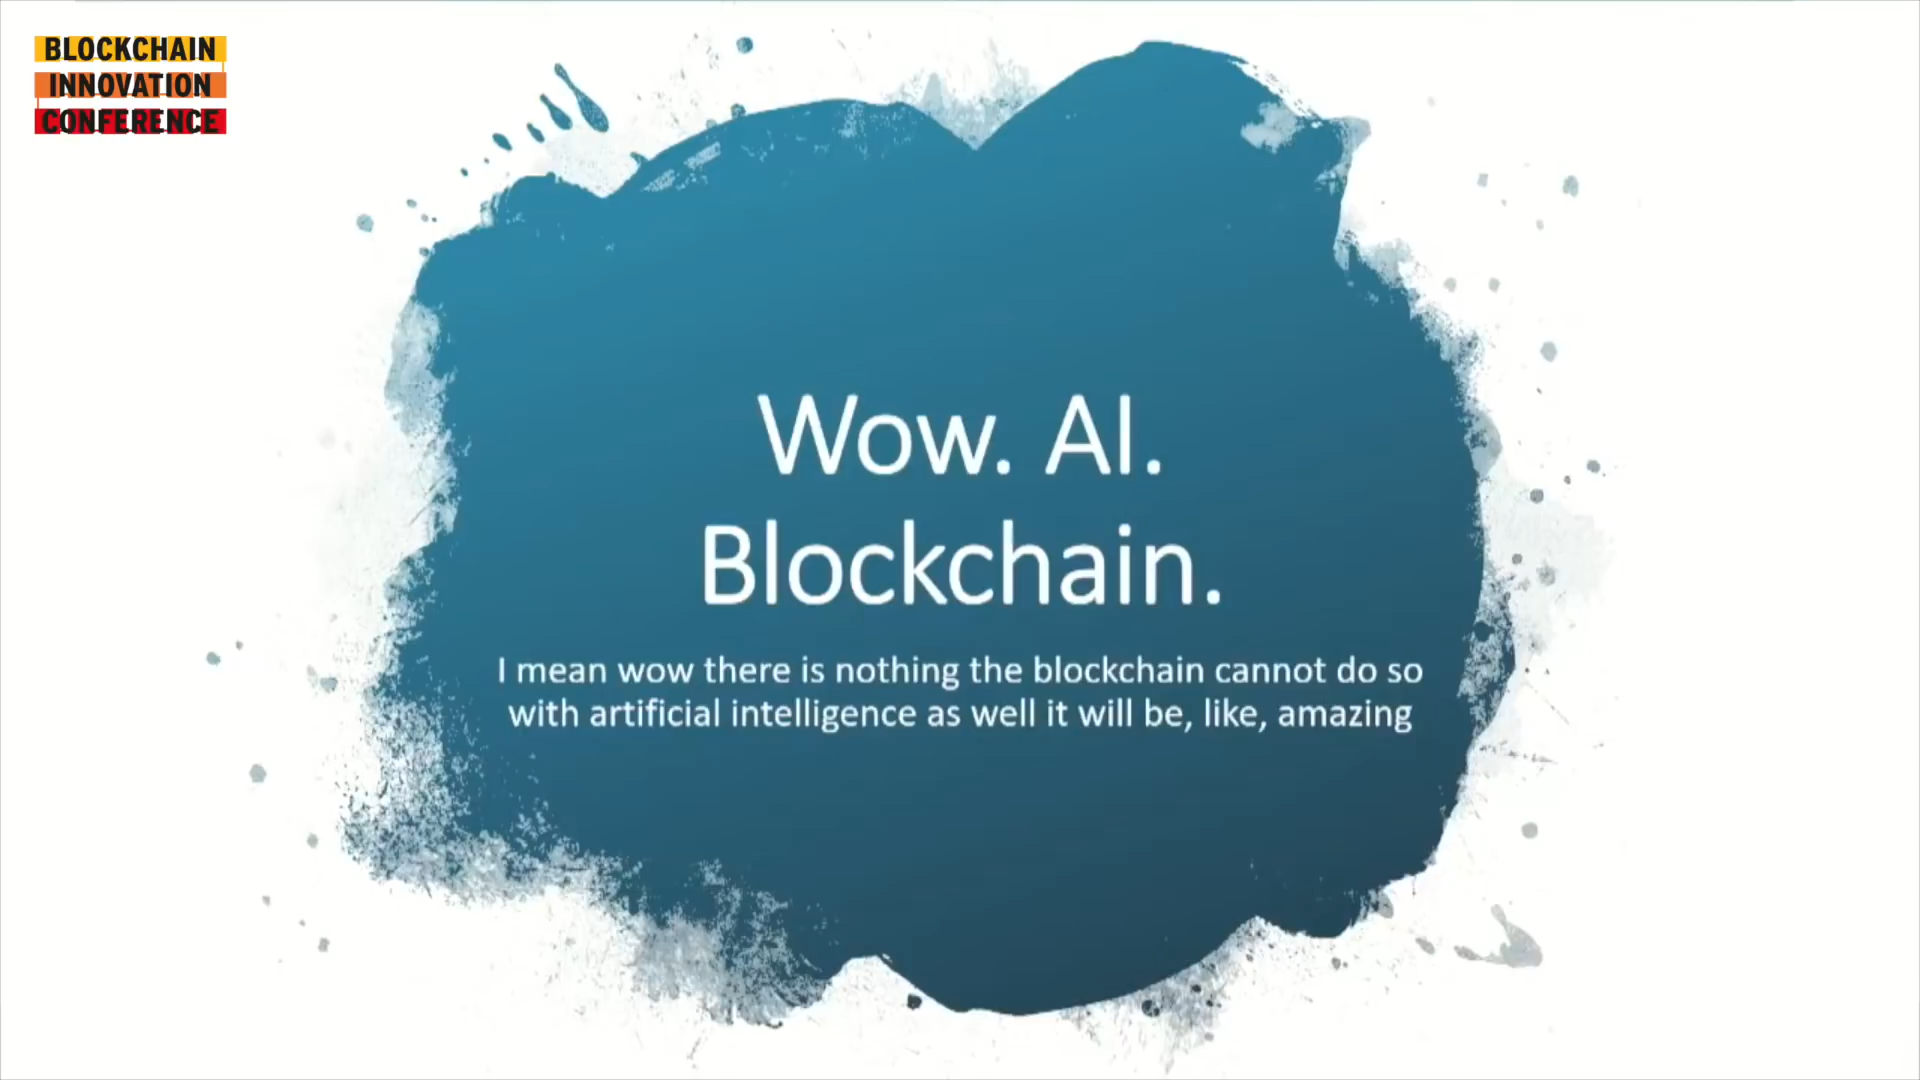 BLOCKCHAIN
INNOVATION
CONFERENCE
Wow. AI.
Blockchain.
I mean wow there is nothing the blockchain cannot do so
with artificial intelligence as well it will be, like, amazing